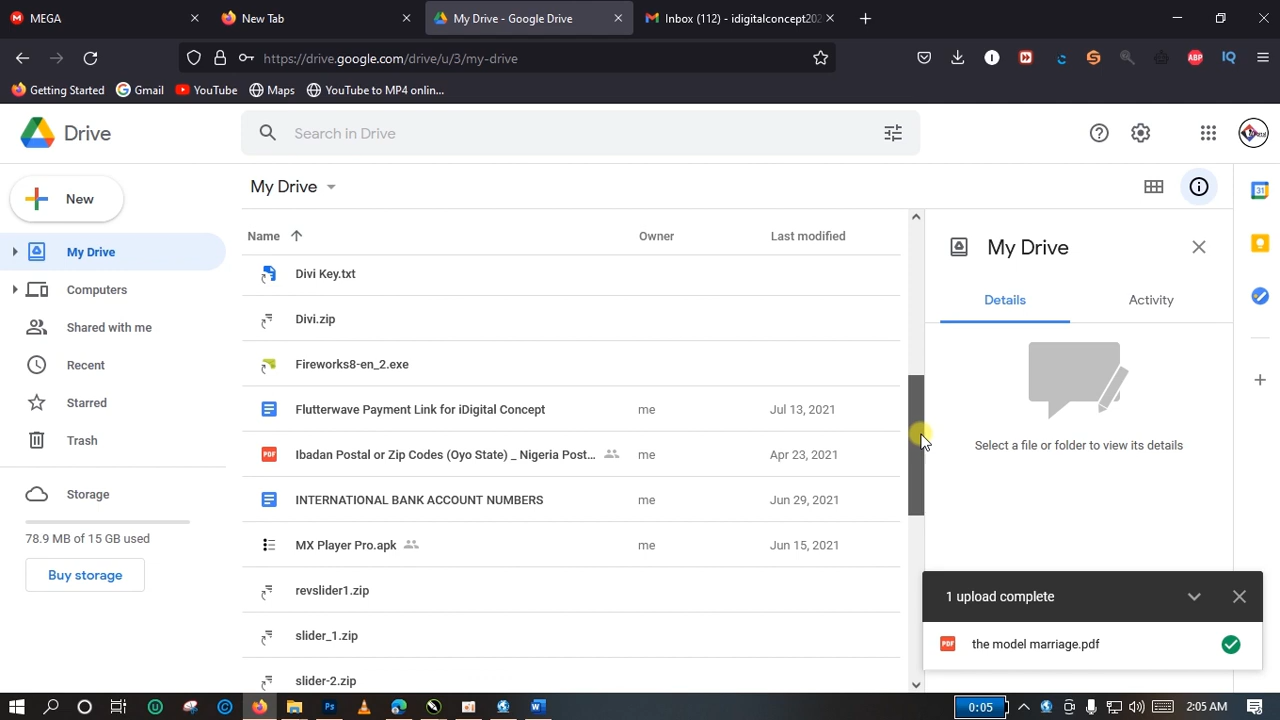 MEGA
New Tab
My Drive - Google Drive
Inbox (112) - idigitalconcept202
https://drive.google.com/drive/u/3/my-drive
ABP
IQ
Getting Started
Gmail
YouTube
Maps
YouTube to MP4 onlin...
Drive
Search in Drive
New
My Drive
Computers
Shared with me
Recent
Starred
Trash
Storage
78.9 MB of 15 GB used
Buy storage
My Drive
Name Owner Last modified
Divi Key.txt
Divi.zip
Fireworks8-en_2.exe
Flutterwave Payment Link for iDigital Concept me Jul 13, 2021
PDF Ibadan Postal or Zip Codes (Oyo State) _ Nigeria Post... me Apr 23, 2021
INTERNATIONAL BANK ACCOUNT NUMBERS me Jun 29, 2021
MX Player Pro.apk me Jun 15, 2021
revslider1.zip
slider_1.zip
slider-2.zip
My Drive
Details Activity
Select a file or folder to view its details
1 upload complete
PDF the model marriage.pdf
31
0:05
2:05 AM